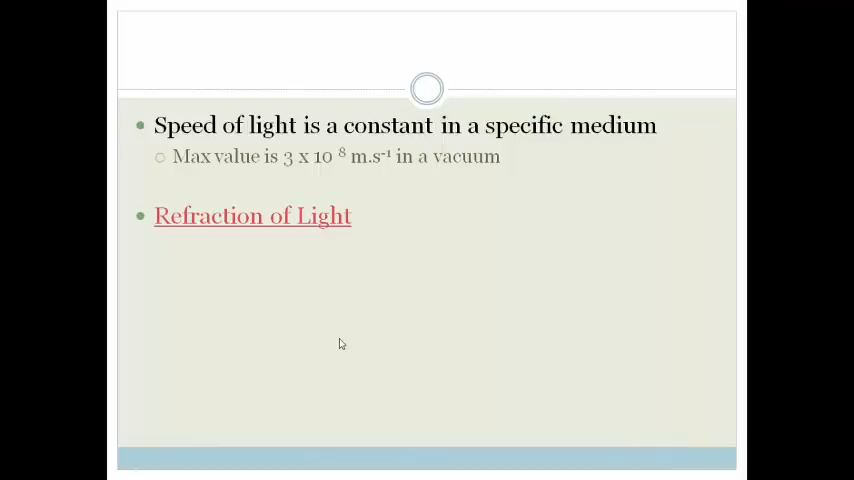 Speed of light is a constant in a specific medium
Max value is 3 x 10 ⁸ m.s⁻¹ in a vacuum
Refraction of Light